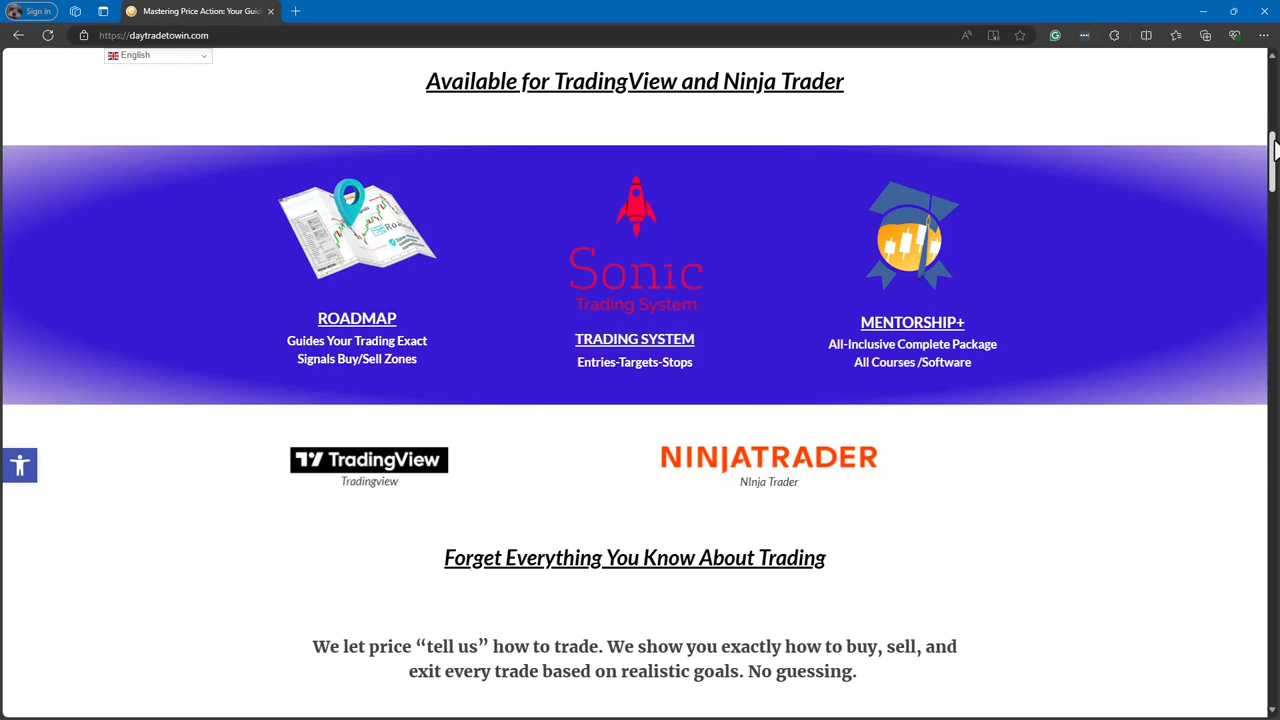 Sign in
Mastering Price Action: Your Guid
https://daytradetowin.com
English
Available for TradingView and Ninja Trader
ROADMAP
Guides Your Trading Exact
Signals Buy/Sell Zones
Sonic
Trading System
TRADING SYSTEM
Entries-Targets-Stops
MENTORSHIP+
All-Inclusive Complete Package
All Courses /Software
TradingView
Tradingview
NINJATRADER
NInja Trader
Forget Everything You Know About Trading
We let price “tell us” how to trade. We show you exactly how to buy, sell, and
exit every trade based on realistic goals. No guessing.